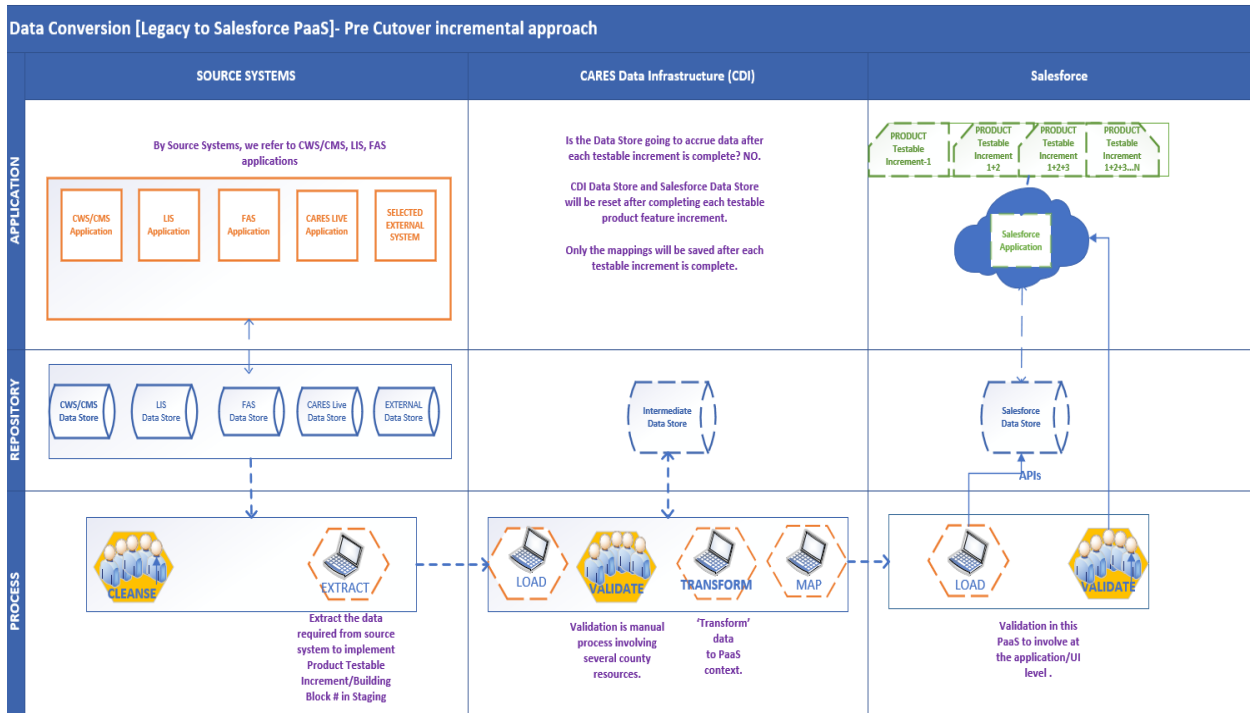 Data Conversion [Legacy to Salesforce PaaS]- Pre Cutover incremental approach
SOURCE SYSTEMS
CARES Data Infrastructure (CDI)
Salesforce
APPLICATION
By Source Systems, we refer to CWS/CMS, LIS, FAS
applications
CWS/CMS
Application
LIS
Application
FAS
Application
CARES LIVE
Application
SELECTED
EXTERNAL
SYSTEM
Is the Data Store going to accrue data after
each testable increment is complete? NO.
CDI Data Store and Salesforce Data Store
will be reset after completing each testable
product feature increment.
Only the mappings will be saved after each
testable increment is complete.
PRODUCT
Testable
Increment-1
PRODUCT
Testable
Increment
1+2
PRODUCT
Testable
Increment
1+2+3
PRODUCT
Testable
Increment
1+2+3...N
Salesforce
Application
REPOSITORY
CWS/CMS
Data Store
LIS
Data Store
FAS
Data Store
CARES Live
Data Store
EXTERNAL
Data Store
Intermediate
Data Store
Salesforce
Data Store
APIs
PROCESS
CLEANSE
EXTRACT
LOAD
VALIDATE
TRANSFORM
MAP
LOAD
VALIDATE
Extract the data
required from source
system to implement
Product Testable
Increment/Building
Block # in Staging
Validation is manual
process involving
several county
resources.
‘Transform’
data
to PaaS
context.
Validation in this
PaaS to involve at
the application/UI
level .